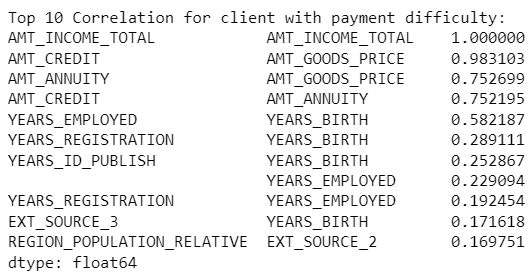 Top 10 Correlation for client with payment difficulty:
AMT_INCOME_TOTAL            AMT_INCOME_TOTAL    1.000000
AMT_CREDIT                  AMT_GOODS_PRICE     0.983103
AMT_ANNUITY                 AMT_GOODS_PRICE     0.752699
AMT_CREDIT                  AMT_ANNUITY         0.752195
YEARS_EMPLOYED              YEARS_BIRTH         0.582187
YEARS_REGISTRATION          YEARS_BIRTH         0.289111
YEARS_ID_PUBLISH            YEARS_BIRTH         0.252867
                            YEARS_EMPLOYED      0.229094
YEARS_REGISTRATION          YEARS_EMPLOYED      0.192454
EXT_SOURCE_3                YEARS_BIRTH         0.171618
REGION_POPULATION_RELATIVE  EXT_SOURCE_2        0.169751
dtype: float64